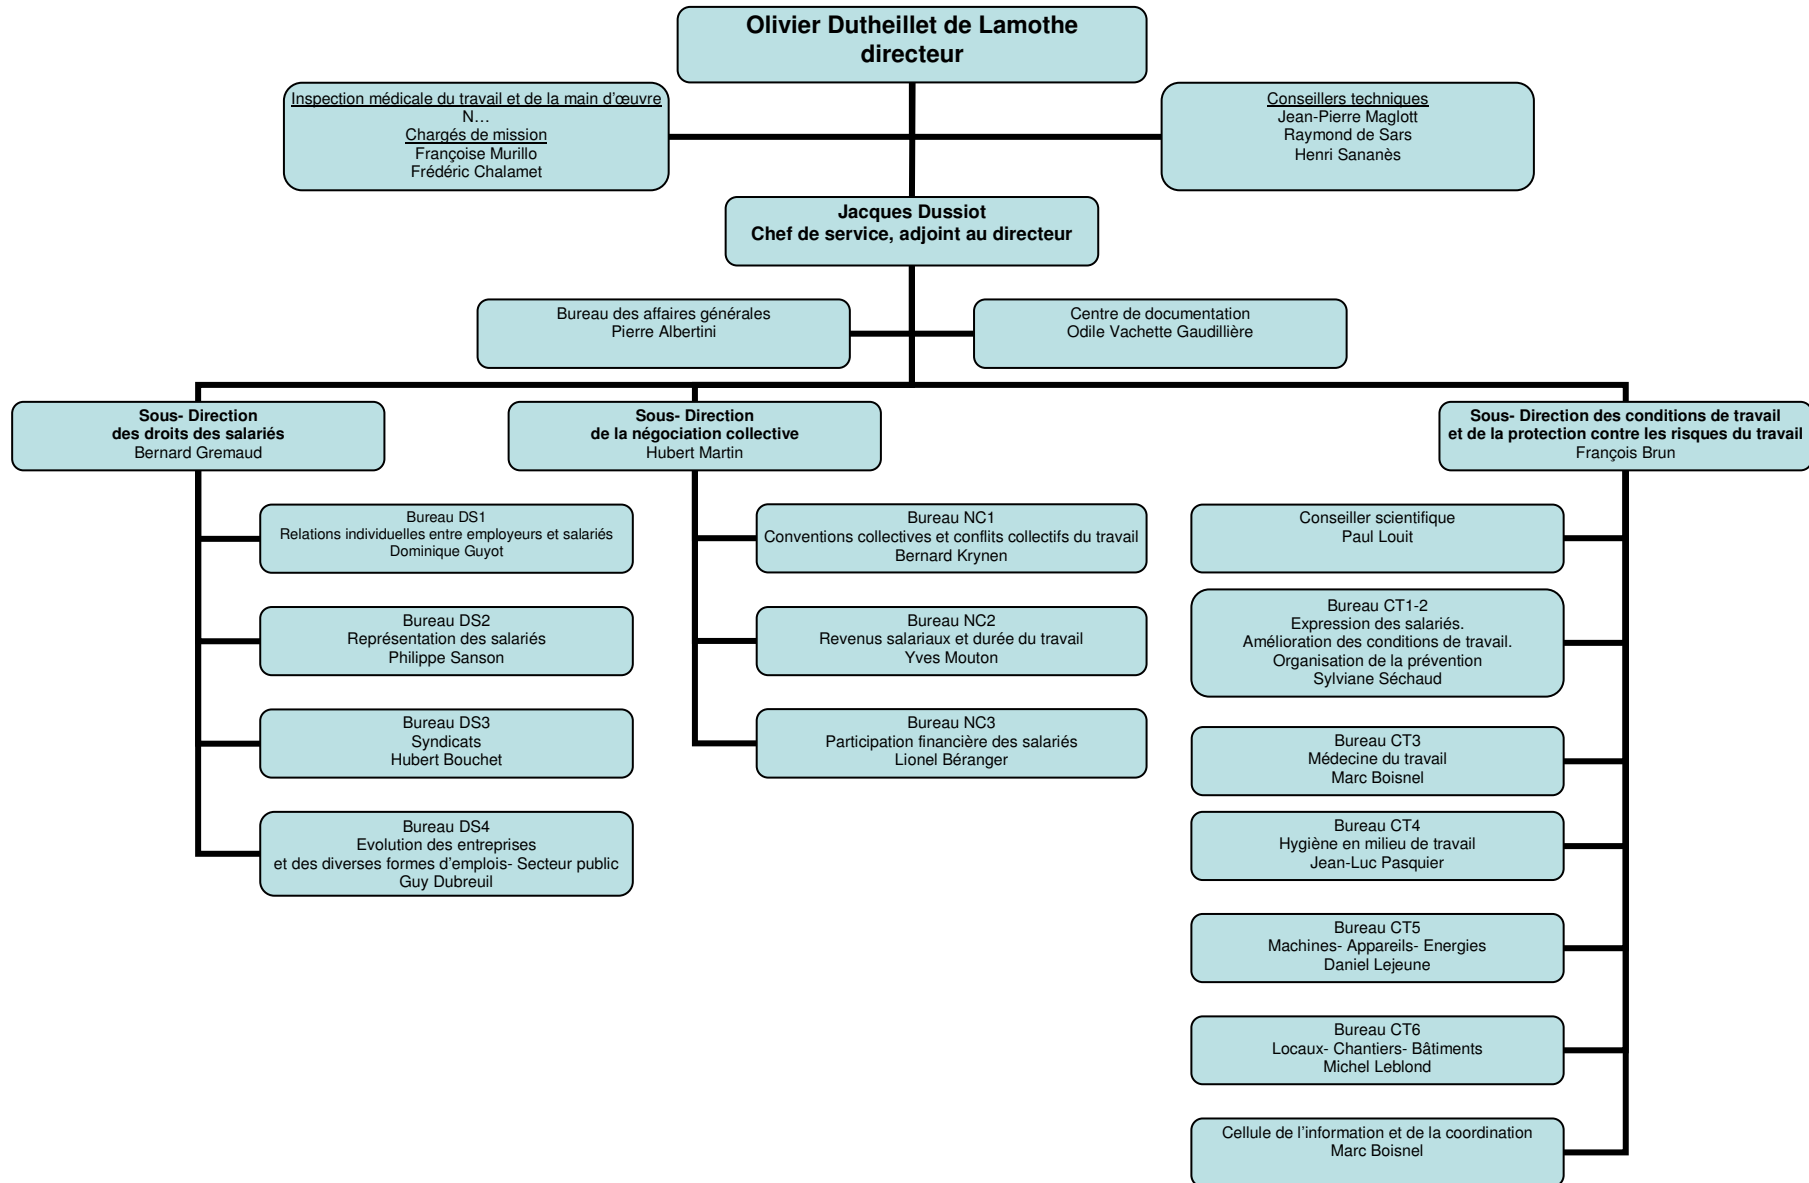 Olivier Dutheillet de Lamothe
directeur
Inspection médicale du travail et de la main d'œuvre
N…
Chargés de mission
Françoise Murillo
Frédéric Chalamet
Conseillers techniques
Jean-Pierre Maglott
Raymond de Sars
Henri Sananès
Jacques Dussiot
Chef de service, adjoint au directeur
Bureau des affaires générales
Pierre Albertini
Centre de documentation
Odile Vachette Gaudillière
Sous- Direction
des droits des salariés
Bernard Gremaud
Sous- Direction
de la négociation collective
Hubert Martin
Sous- Direction des conditions de travail
et de la protection contre les risques du travail
François Brun
Bureau DS1
Relations individuelles entre employeurs et salariés
Dominique Guyot
Bureau DS2
Représentation des salariés
Philippe Sanson
Bureau DS3
Syndicats
Hubert Bouchet
Bureau DS4
Evolution des entreprises
et des diverses formes d'emplois- Secteur public
Guy Dubreuil
Bureau NC1
Conventions collectives et conflits collectifs du travail
Bernard Krynen
Bureau NC2
Revenus salariaux et durée du travail
Yves Mouton
Bureau NC3
Participation financière des salariés
Lionel Béranger
Conseiller scientifique
Paul Louit
Bureau CT1-2
Expression des salariés.
Amélioration des conditions de travail.
Organisation de la prévention
Sylviane Séchaud
Bureau CT3
Médecine du travail
Marc Boisnel
Bureau CT4
Hygiène en milieu de travail
Jean-Luc Pasquier
Bureau CT5
Machines- Appareils- Energies
Daniel Lejeune
Bureau CT6
Locaux- Chantiers- Bâtiments
Michel Leblond
Cellule de l'information et de la coordination
Marc Boisnel